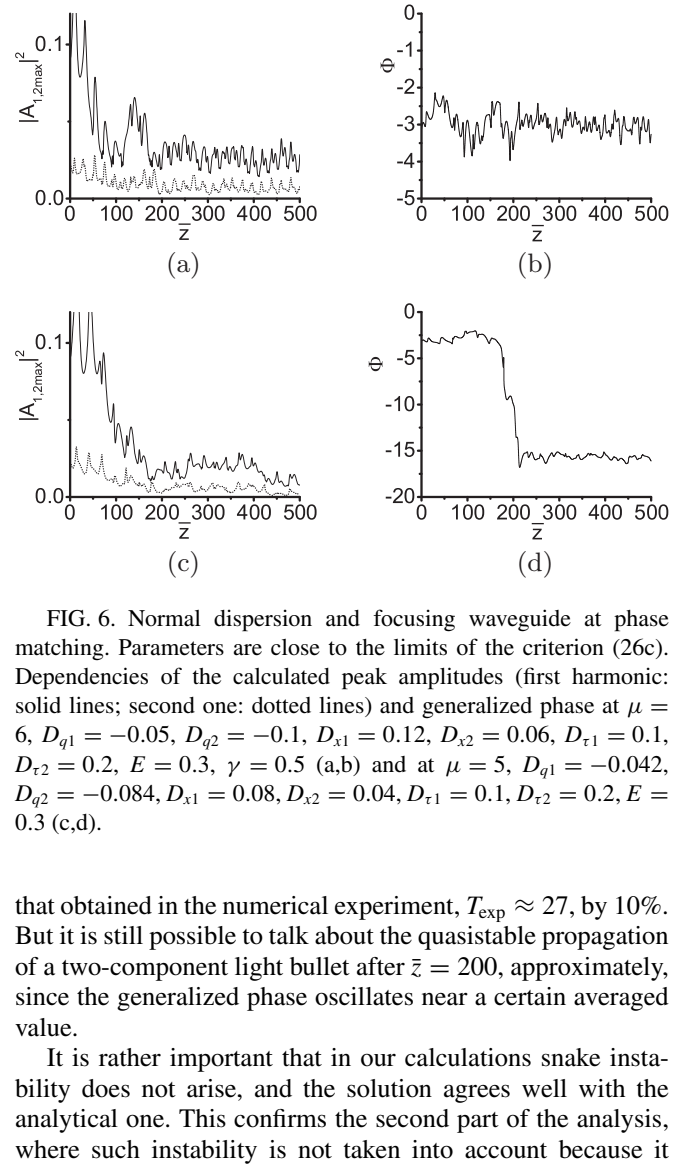 |A1,2max|²
0.1
0.0
0 100 200 300 400 500
z̄
(a)
Φ
0
-1
-2
-3
-4
-5
0 100 200 300 400 500
z̄
(b)
|A1,2max|²
0.1
0.0
0 100 200 300 400 500
z̄
(c)
Φ
0
-5
-10
-15
-20
0 100 200 300 400 500
z̄
(d)
FIG. 6. Normal dispersion and focusing waveguide at phase
matching. Parameters are close to the limits of the criterion (26c).
Dependencies of the calculated peak amplitudes (first harmonic:
solid lines; second one: dotted lines) and generalized phase at μ =
6, Dq1 = −0.05, Dq2 = −0.1, Dx1 = 0.12, Dx2 = 0.06, Dτ1 = 0.1,
Dτ2 = 0.2, E = 0.3, γ = 0.5 (a,b) and at μ = 5, Dq1 = −0.042,
Dq2 = −0.084, Dx1 = 0.08, Dx2 = 0.04, Dτ1 = 0.1, Dτ2 = 0.2, E =
0.3 (c,d).
that obtained in the numerical experiment, Texp ≈ 27, by 10%.
But it is still possible to talk about the quasistable propagation
of a two-component light bullet after z̄ = 200, approximately,
since the generalized phase oscillates near a certain averaged
value.
It is rather important that in our calculations snake insta-
bility does not arise, and the solution agrees well with the
analytical one. This confirms the second part of the analysis,
where such instability is not taken into account because it